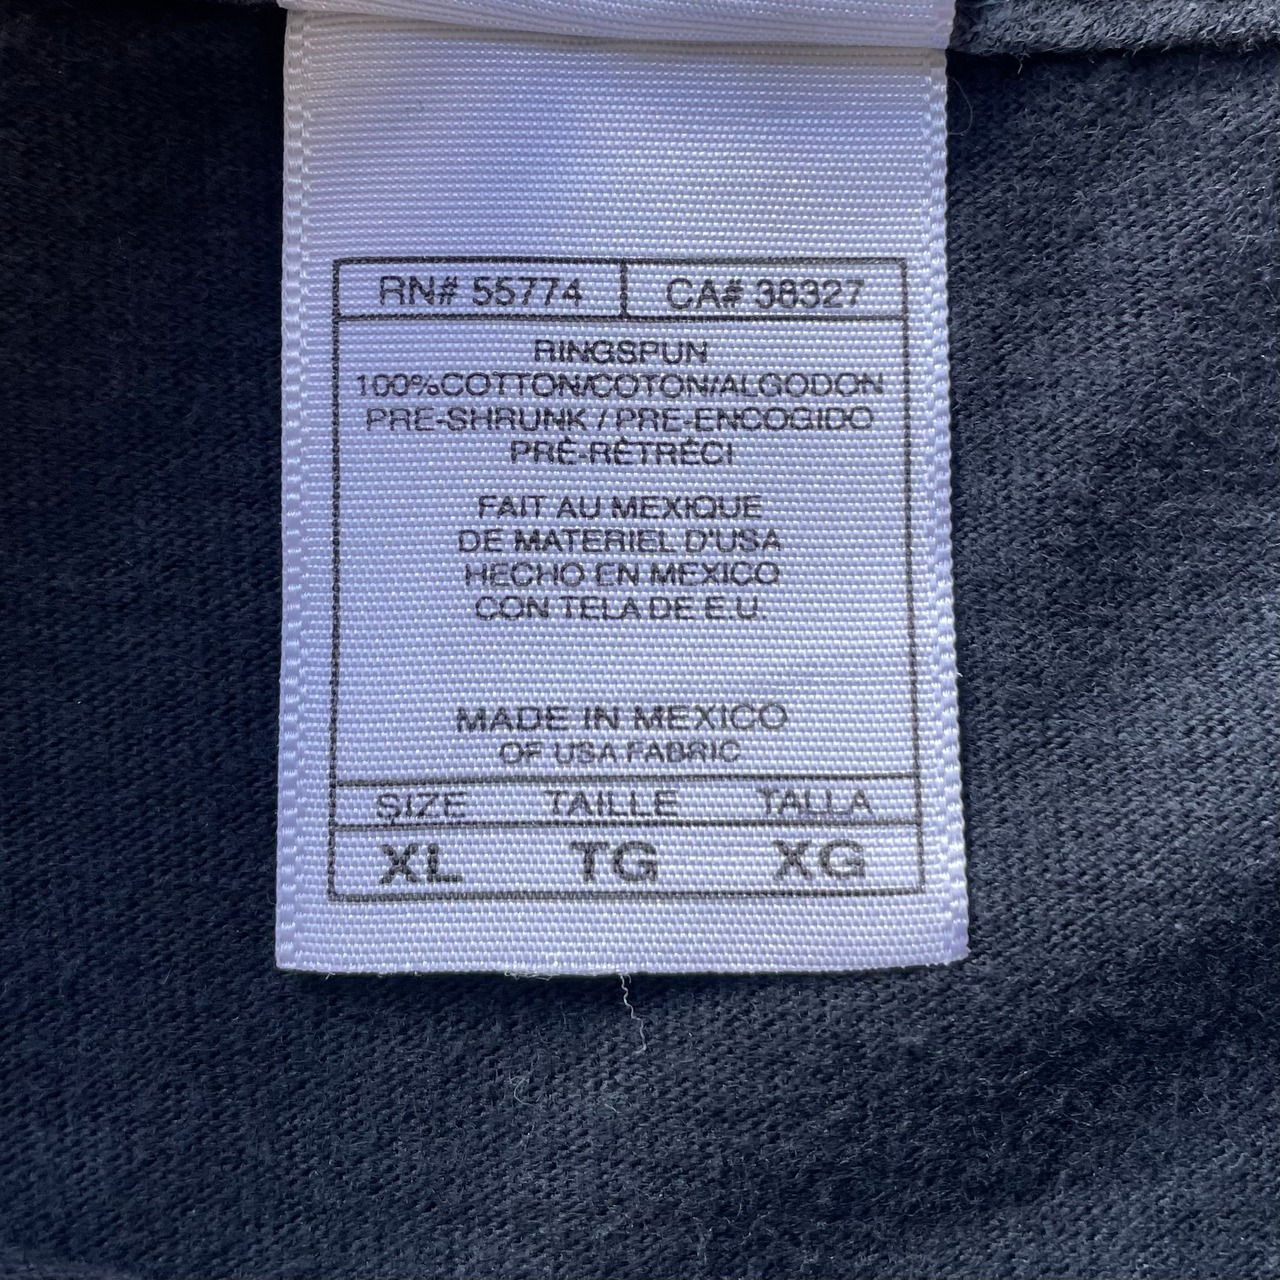 RN# 55774 CA# 38327
RINGSPUN
100%COTTON/COTON/ALGODON
PRE-SHRUNK / PRE-ENCOGIDO
PRÉ-RÉTRÉCI
FAIT AU MEXIQUE
DE MATERIEL D'USA
HECHO EN MEXICO
CON TELA DE E.U.
MADE IN MEXICO
OF USA FABRIC
SIZE TAILLE TALLA
XL TG XG